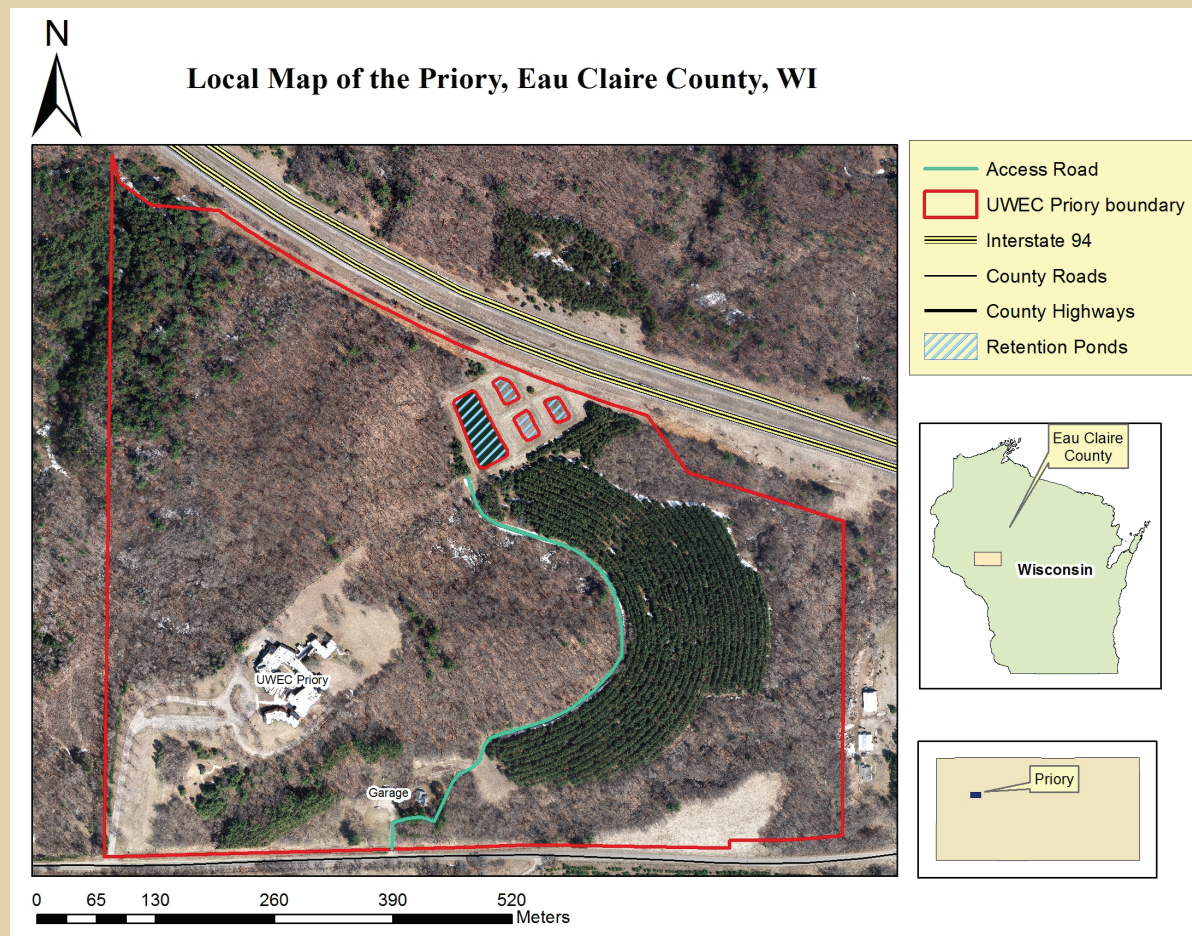 N
Local Map of the Priory, Eau Claire County, WI
Access Road
UWEC Priory boundary
Interstate 94
County Roads
County Highways
Retention Ponds
Eau Claire
County
Wisconsin
UWEC Priory
Garage
Priory
0 65 130 260 390 520
Meters